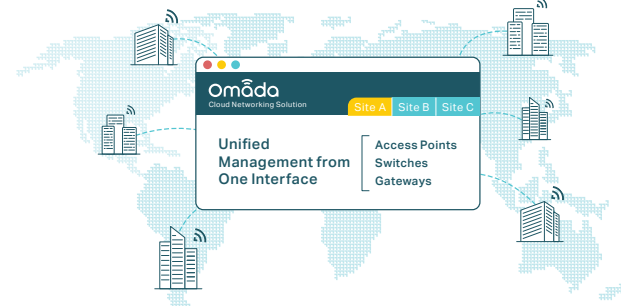 Omada
Cloud Networking Solution
Site A
Site B
Site C
Unified
Management from
One Interface
Access Points
Switches
Gateways